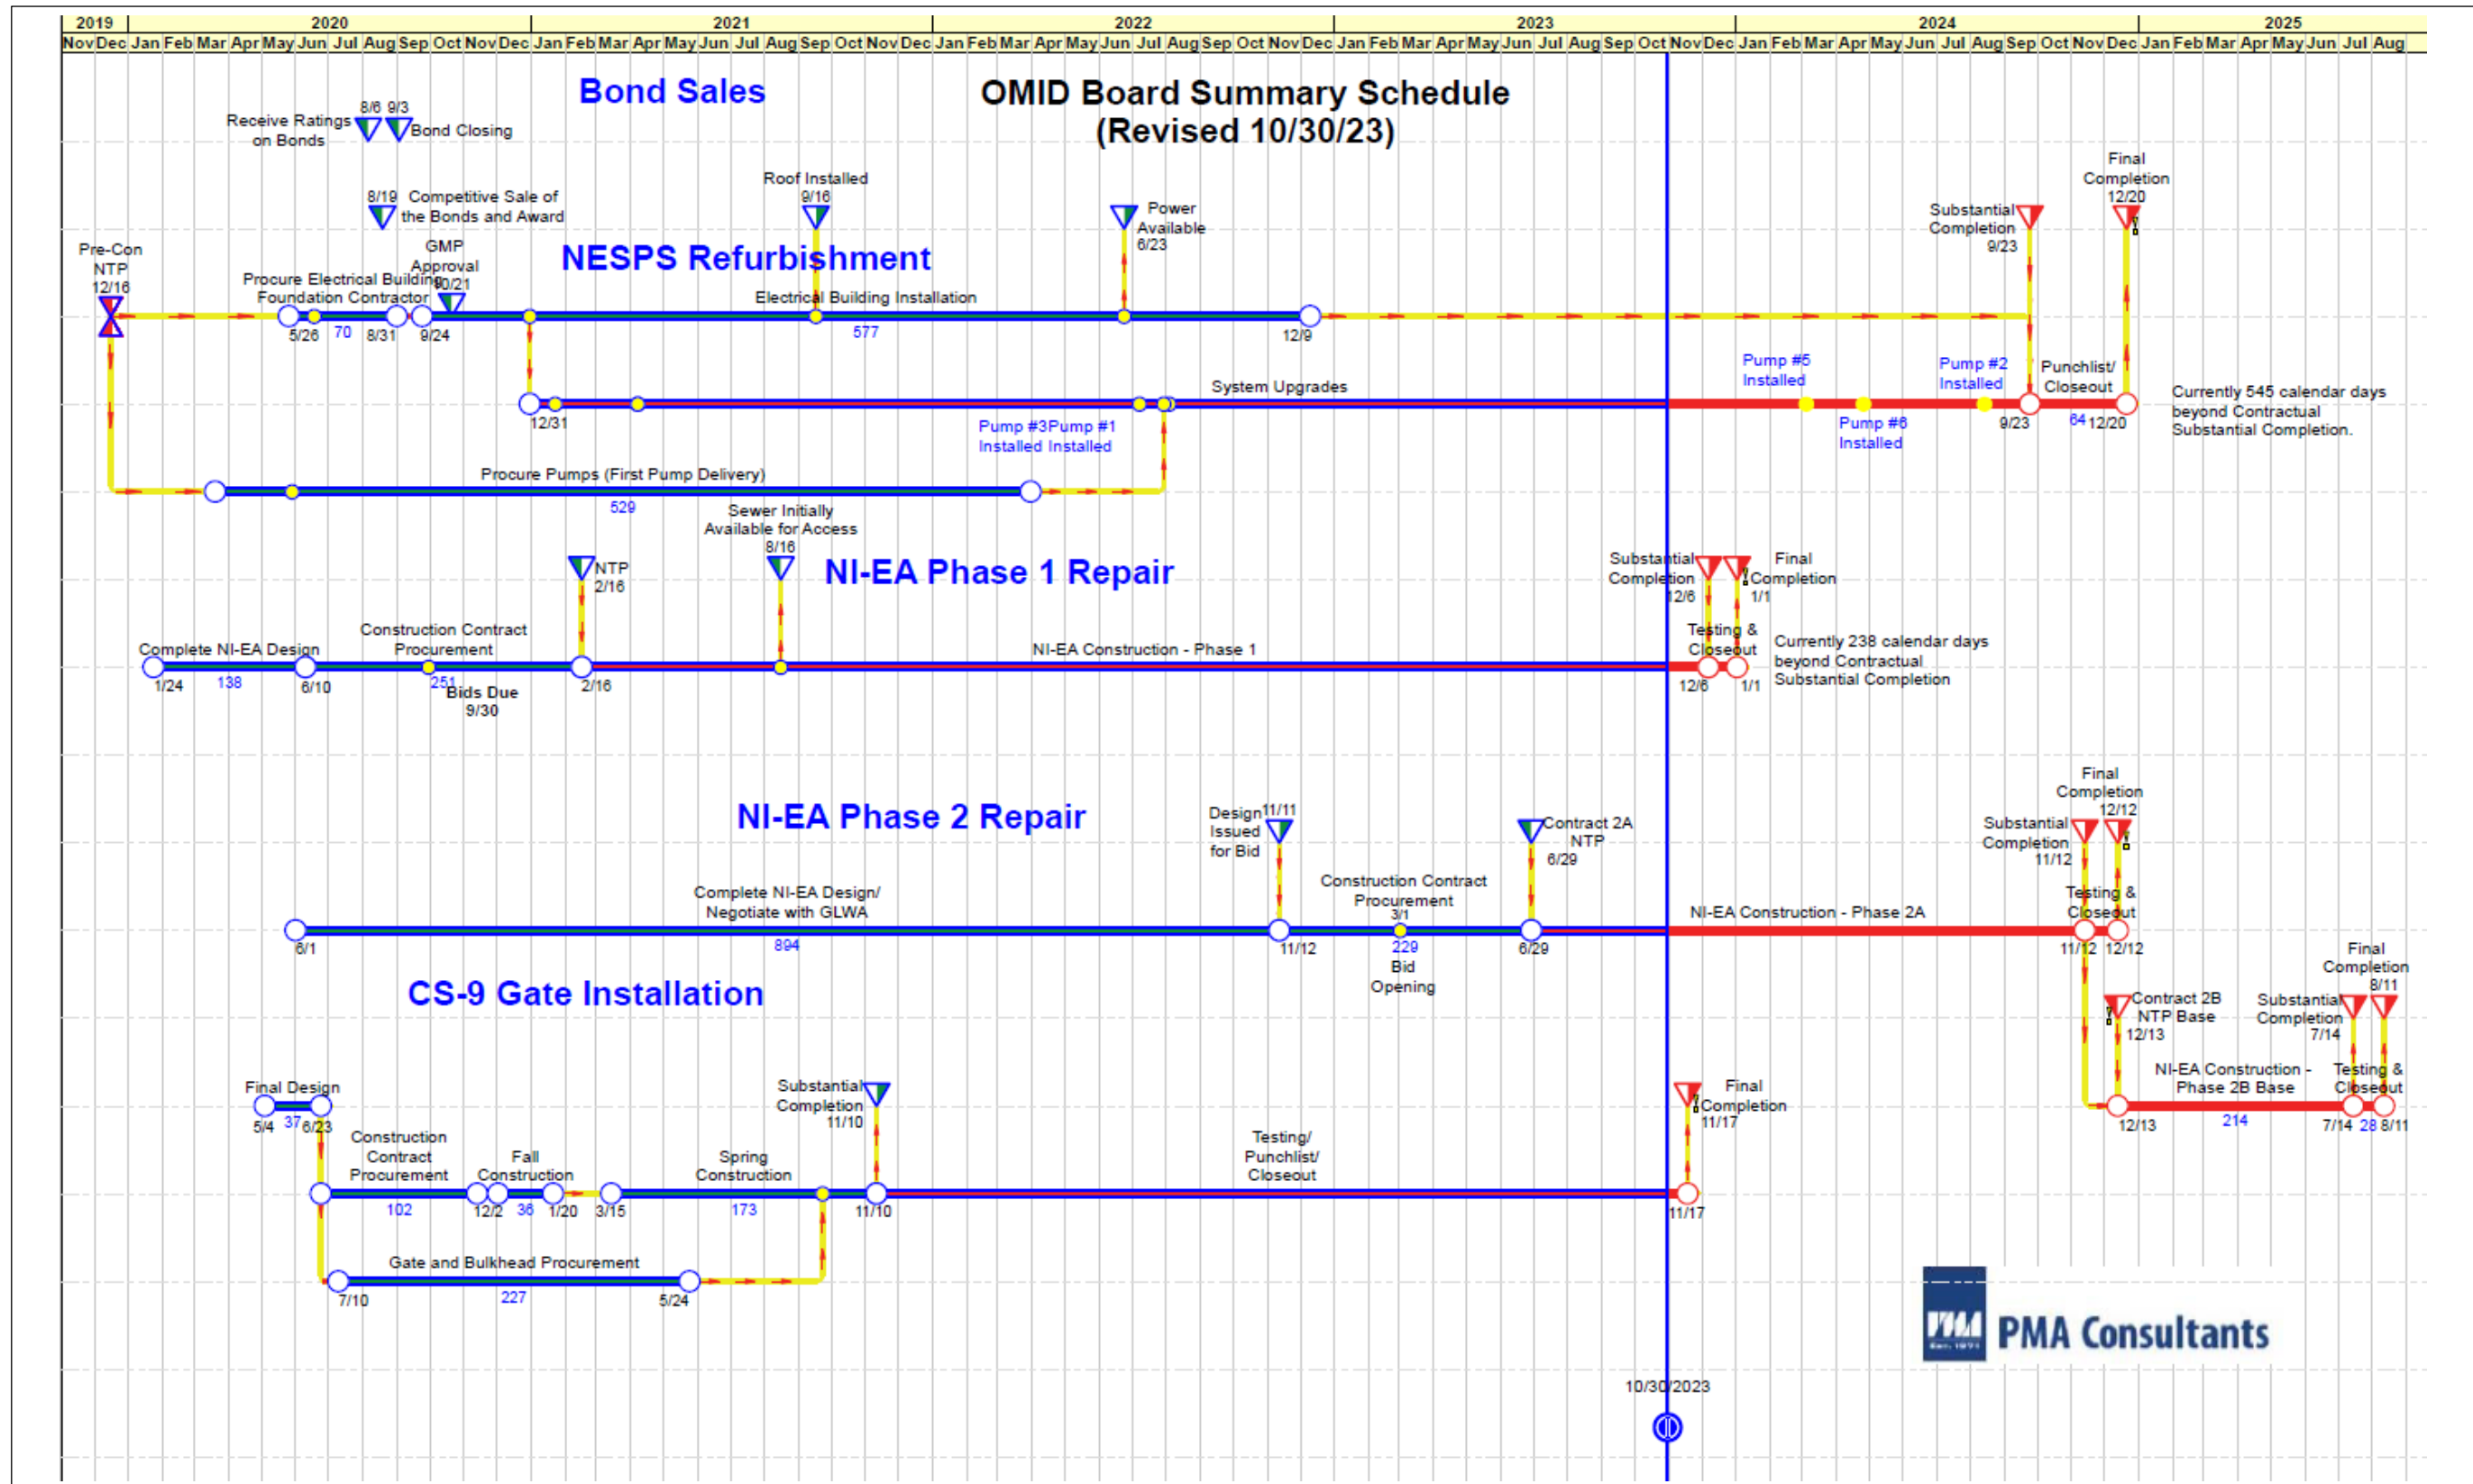 2019 2020 2021 2022 2023 2024 2025
Nov Dec Jan Feb Mar Apr May Jun Jul Aug Sep Oct Nov Dec Jan Feb Mar Apr May Jun Jul Aug Sep Oct Nov Dec Jan Feb Mar Apr May Jun Jul Aug Sep Oct Nov Dec Jan Feb Mar Apr May Jun Jul Aug Sep Oct Nov Dec Jan Feb Mar Apr May Jun Jul Aug Sep Oct Nov Dec Jan Feb Mar Apr May Jun Jul Aug
OMID Board Summary Schedule
(Revised 10/30/23)
Bond Sales
8/6 9/3
Receive Ratings
on Bonds
Bond Closing
8/19 Competitive Sale of
the Bonds and Award
NESPS Refurbishment
Pre-Con
NTP
12/16
GMP
Approval
10/21
Procure Electrical Building
Foundation Contractor
5/26
70
8/31
9/24
Roof Installed
9/16
Electrical Building Installation
577
Power
Available
6/23
12/9
Substantial
Completion
9/23
Final
Completion
12/20
12/31
System Upgrades
Pump #3
Installed
Pump #1
Installed
Pump #5
Installed
Pump #6
Installed
Pump #2
Installed
Punchlist/
Closeout
9/23
64
12/20
Currently 545 calendar days
beyond Contractual
Substantial Completion.
Procure Pumps (First Pump Delivery)
529
NI-EA Phase 1 Repair
Sewer Initially
Available for Access
8/16
NTP
2/16
Complete NI-EA Design
1/24
138
6/10
Construction Contract
Procurement
251
Bids Due
9/30
2/16
NI-EA Construction - Phase 1
Substantial
Completion
12/6
Final
Completion
1/1
Testing &
Closeout
12/6
1/1
Currently 238 calendar days
beyond Contractual
Substantial Completion
NI-EA Phase 2 Repair
Design
Issued
for Bid
11/11
Contract 2A
NTP
6/29
Complete NI-EA Design/
Negotiate with GLWA
6/1
894
11/12
Construction Contract
Procurement
3/1
229
Bid
Opening
6/29
NI-EA Construction - Phase 2A
Substantial
Completion
11/12
Final
Completion
12/12
Testing &
Closeout
11/12
12/12
Contract 2B
NTP Base
12/13
Substantial
Completion
7/14
Final
Completion
8/11
NI-EA Construction -
Phase 2B Base
Testing &
Closeout
12/13
214
7/14
28
8/11
CS-9 Gate Installation
Final Design
5/4
37
6/23
Construction
Contract
Procurement
102
Fall
Construction
12/2
36
1/20
3/15
Spring
Construction
173
Substantial
Completion
11/10
11/10
Testing/
Punchlist/
Closeout
Final
Completion
11/17
11/17
Gate and Bulkhead Procurement
7/10
227
5/24
PMA Consultants
10/30/2023